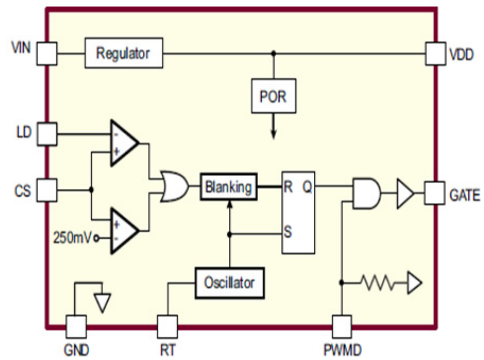 VIN
Regulator
VDD
POR
LD
-
+
CS
Blanking
R Q
GATE
+
-
250mV
S
Oscillator
GND
RT
PWMD